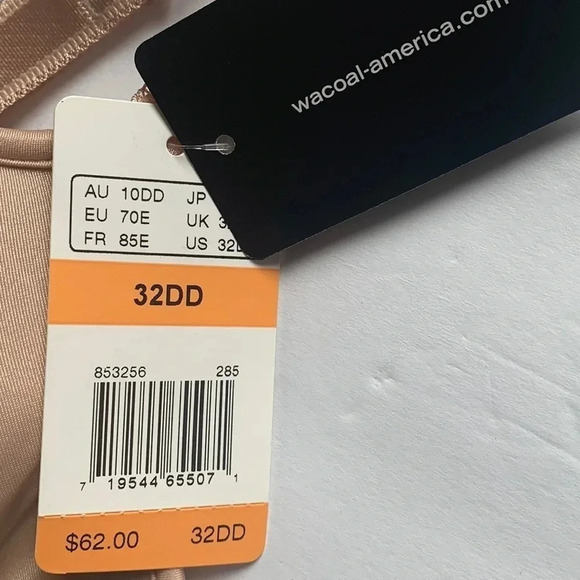 wacoal-america.com
AU 10DD JP
EU 70E UK
FR 85E US 32
32DD
853256 285
7 19544 65507 1
$62.00 32DD